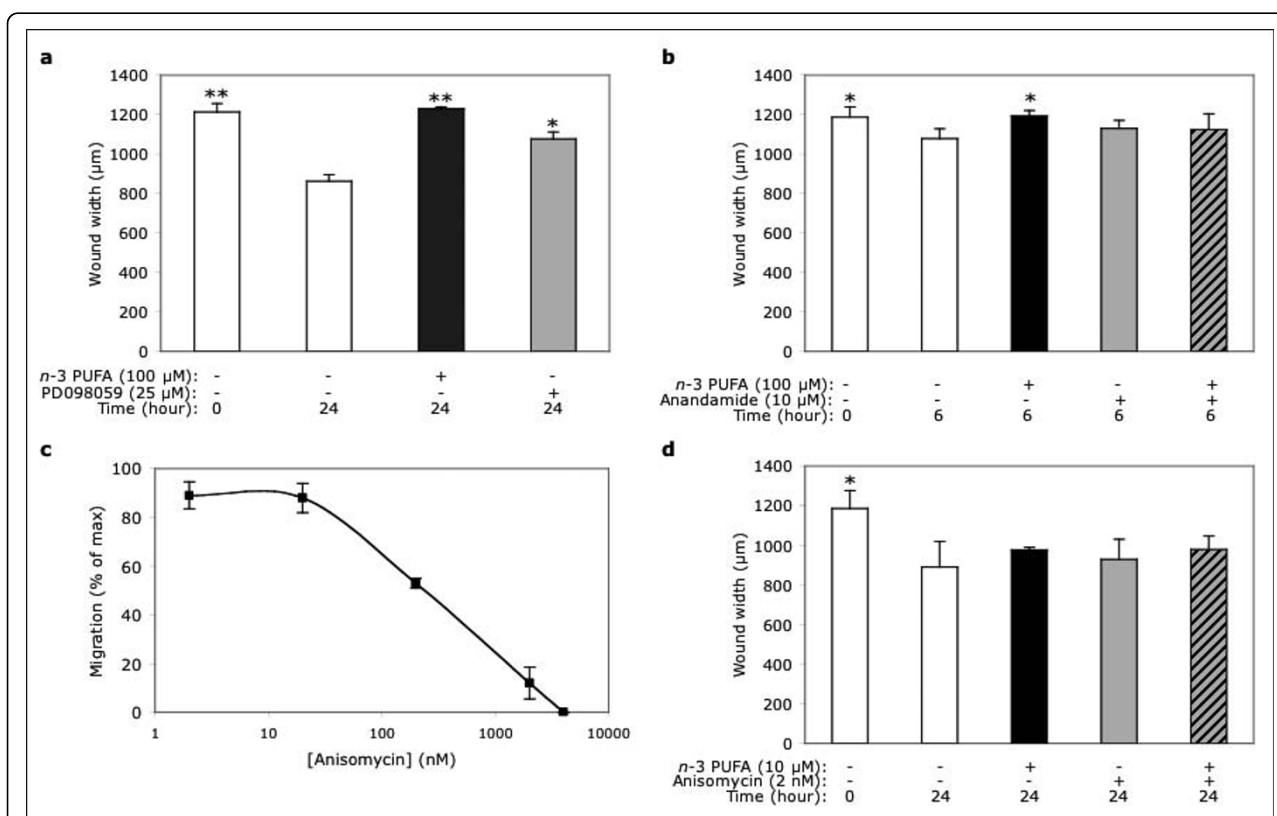 a
1400
1200
1000
800
600
400
200
0
Wound width (µm)
**
**
*
n-3 PUFA (100 µM): - - + -
PD098059 (25 µM): - - - +
Time (hour): 0 24 24 24
b
1400
1200
1000
800
600
400
200
0
Wound width (µm)
*
*
n-3 PUFA (100 µM): - - + - +
Anandamide (10 µM): - - - + +
Time (hour): 0 6 6 6 6
c
100
80
60
40
20
0
Migration (% of max)
1 10 100 1000 10000
[Anisomycin] (nM)
d
1400
1200
1000
800
600
400
200
0
Wound width (µm)
*
n-3 PUFA (10 µM): - - + - +
Anisomycin (2 nM): - - - + +
Time (hour): 0 24 24 24 24